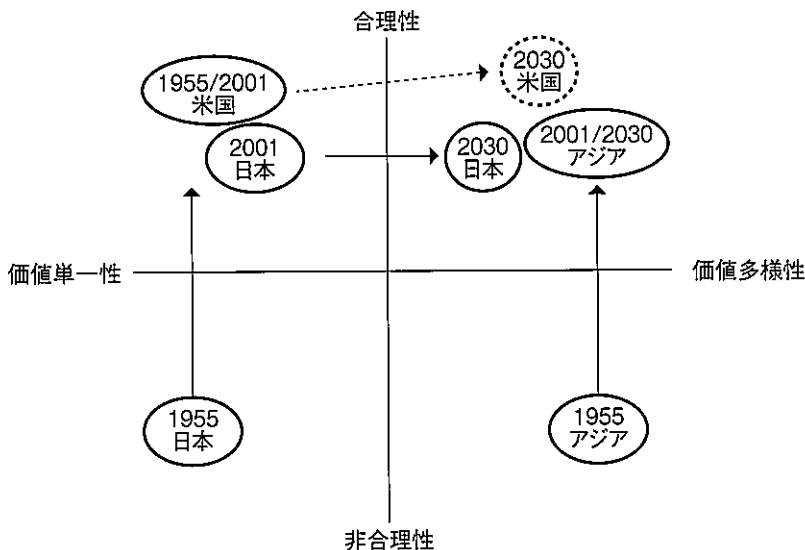 合理性
1955/2001
米国
2030
米国
2001
日本
2030
日本
2001/2030
アジア
価値単一性
価値多様性
1955
日本
1955
アジア
非合理性